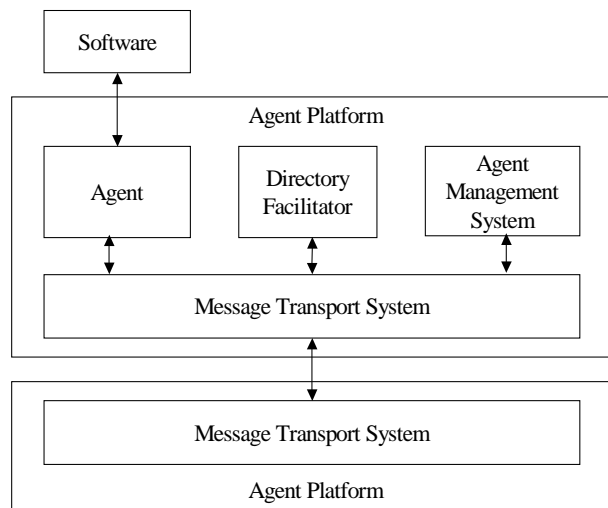 Software
Agent Platform
Agent
Directory
Facilitator
Agent
Management
System
Message Transport System
Message Transport System
Agent Platform